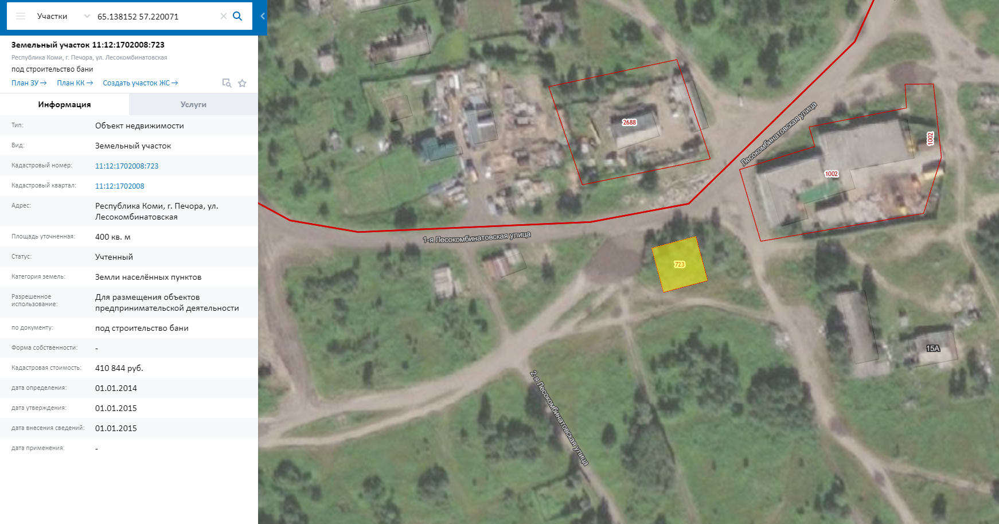 Участки
65.138152 57.220071
Земельный участок 11:12:1702008:723
Республика Коми, г. Печора, ул. Лесокомбинатовская
под строительство бани
План ЗУ → План КК → Создать участок ЖС →
Информация
Услуги
Тип: Объект недвижимости
Вид: Земельный участок
Кадастровый номер: 11:12:1702008:723
Кадастровый квартал: 11:12:1702008
Адрес: Республика Коми, г. Печора, ул.
Лесокомбинатовская
Площадь уточненная: 400 кв. м
Статус: Учтенный
Категория земель: Земли населённых пунктов
Разрешенное
использование:
Для размещения объектов
предпринимательской деятельности
по документу: под строительство бани
Форма собственности: -
Кадастровая стоимость: 410 844 руб.
дата определения: 01.01.2014
дата утверждения: 01.01.2015
дата внесения сведений: 01.01.2015
дата применения: -
2688
Лесокомбинатовская улица
1002
1002
1-я Лесокомбинатовская улица
723
15А
2-я Лесокомбинатовская улица